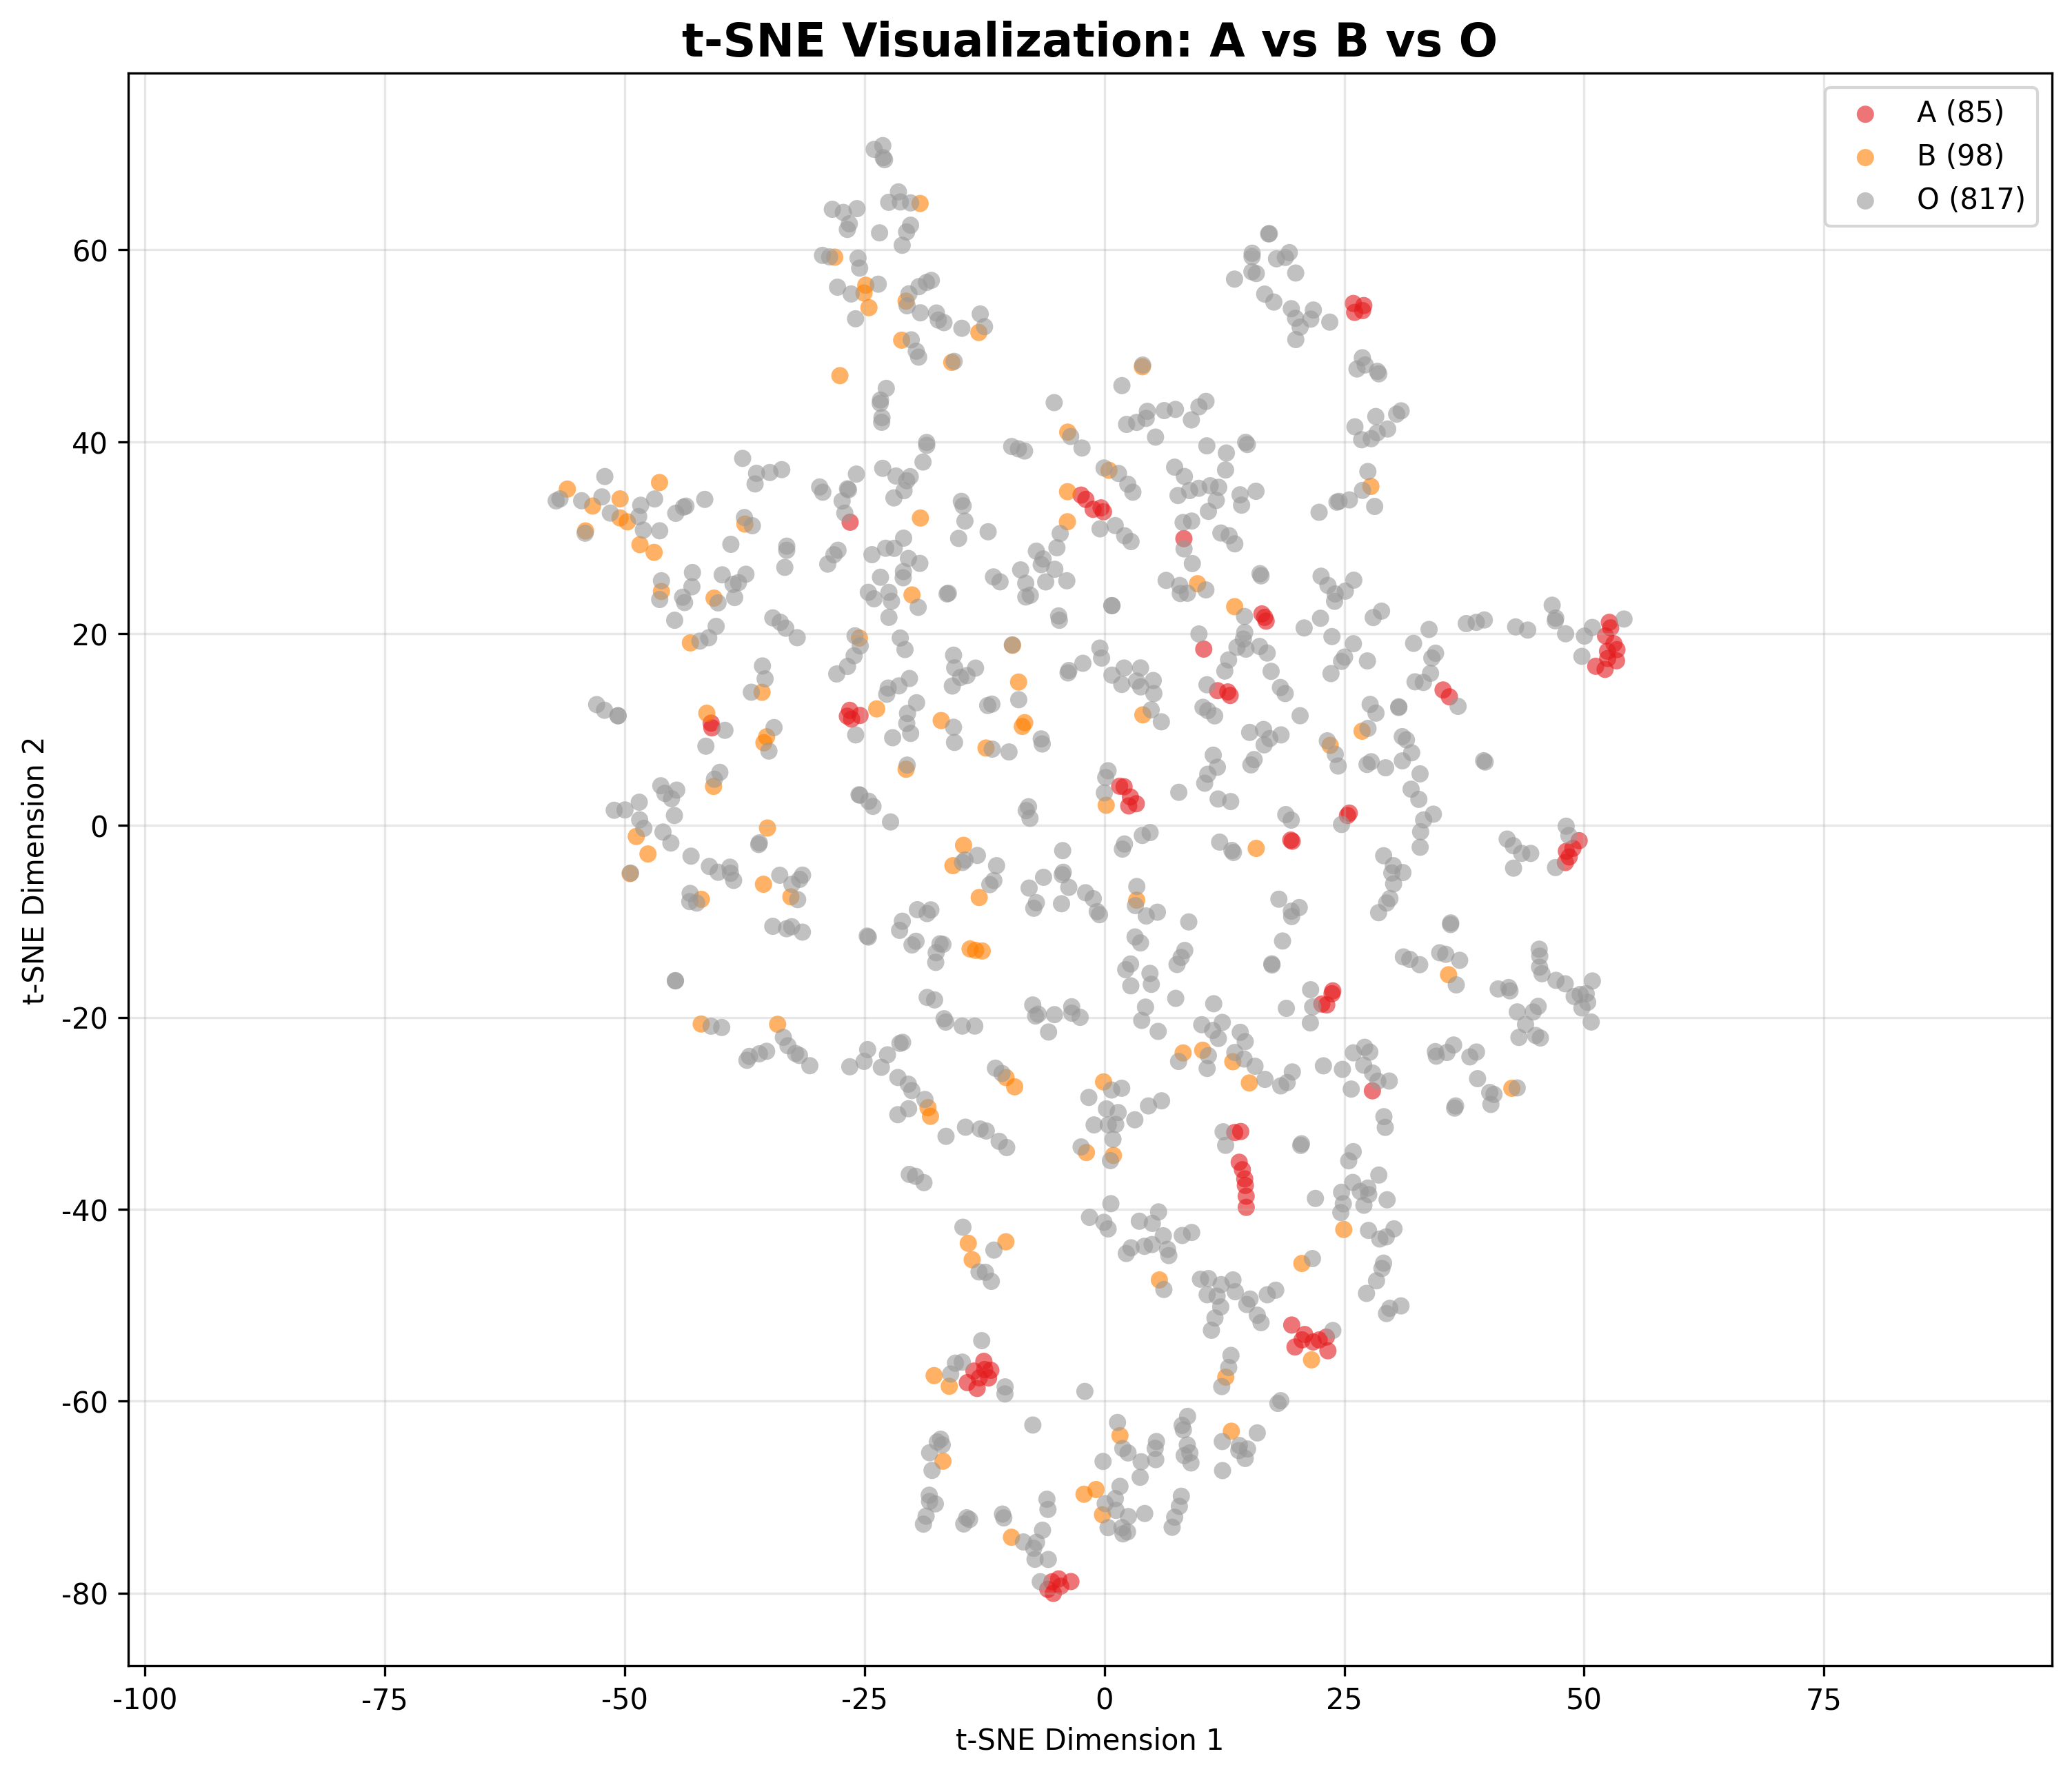 t-SNE Visualization: A vs B vs O
A (85)
B (98)
O (817)
60
40
20
0
-20
-40
-60
-80
t-SNE Dimension 2
-100
-75
-50
-25
0
25
50
75
t-SNE Dimension 1